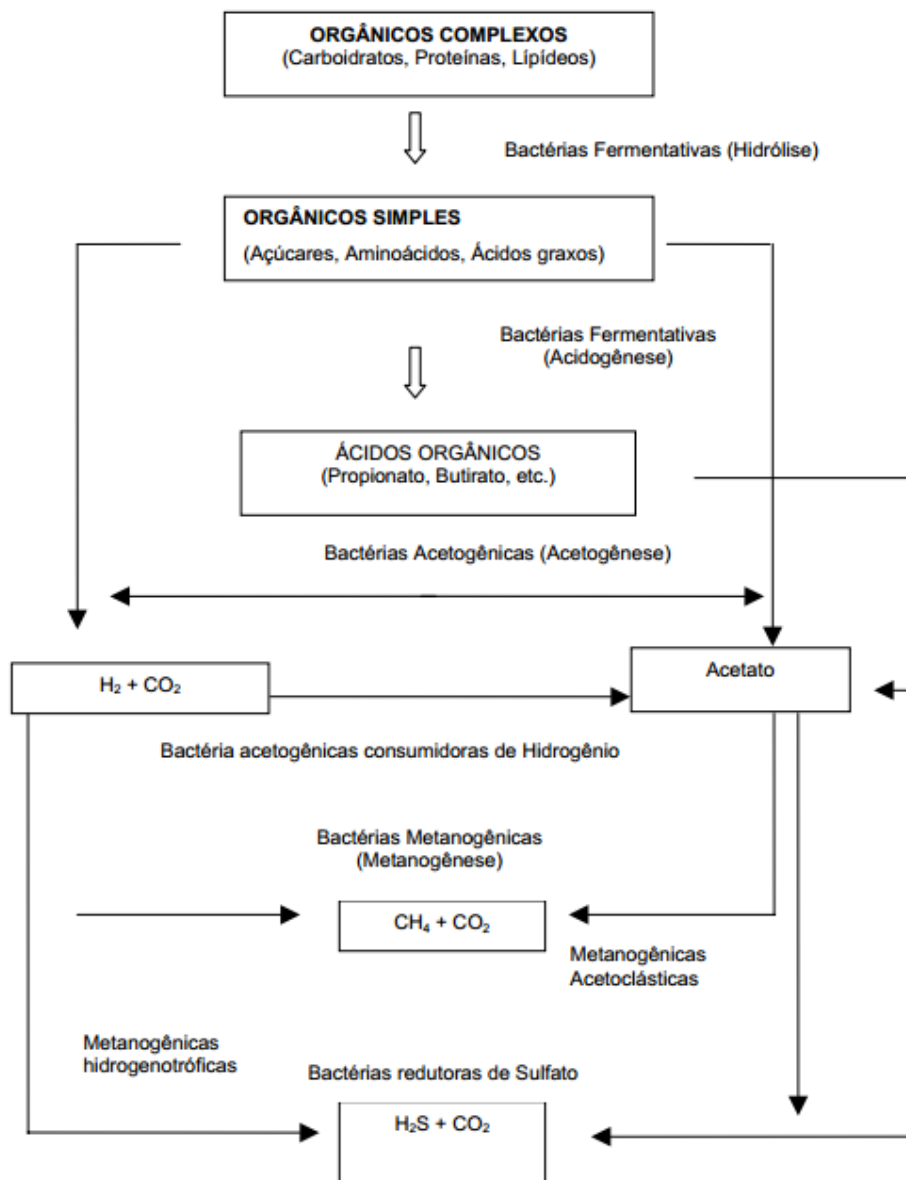 ORGÂNICOS COMPLEXOS
(Carboidratos, Proteínas, Lipídeos)
Bactérias Fermentativas (Hidrólise)
ORGÂNICOS SIMPLES
(Açúcares, Aminoácidos, Ácidos graxos)
Bactérias Fermentativas
(Acidogênese)
ÁCIDOS ORGÂNICOS
(Propionato, Butirato, etc.)
Bactérias Acetogênicas (Acetogênese)
H₂ + CO₂
Acetato
Bactéria acetogênicas consumidoras de Hidrogênio
Bactérias Metanogênicas
(Metanogênese)
CH₄ + CO₂
Metanogênicas
Acetoclásticas
Metanogênicas
hidrogenotróficas
Bactérias redutoras de Sulfato
H₂S + CO₂